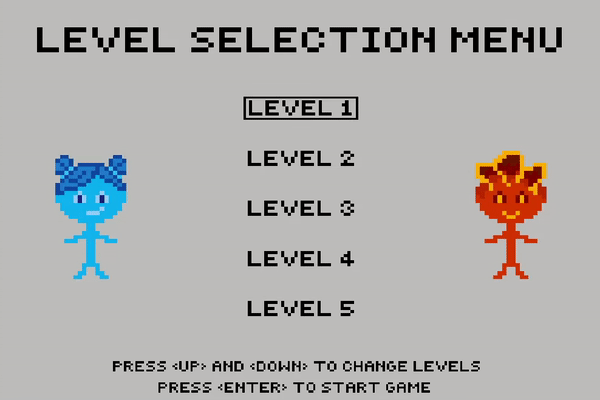 LEVEL SELECTION MENU
LEVEL 1
LEVEL 2
LEVEL 3
LEVEL 4
LEVEL 5
PRESS <UP> AND <DOWN> TO CHANGE LEVELS
PRESS <ENTER> TO START GAME